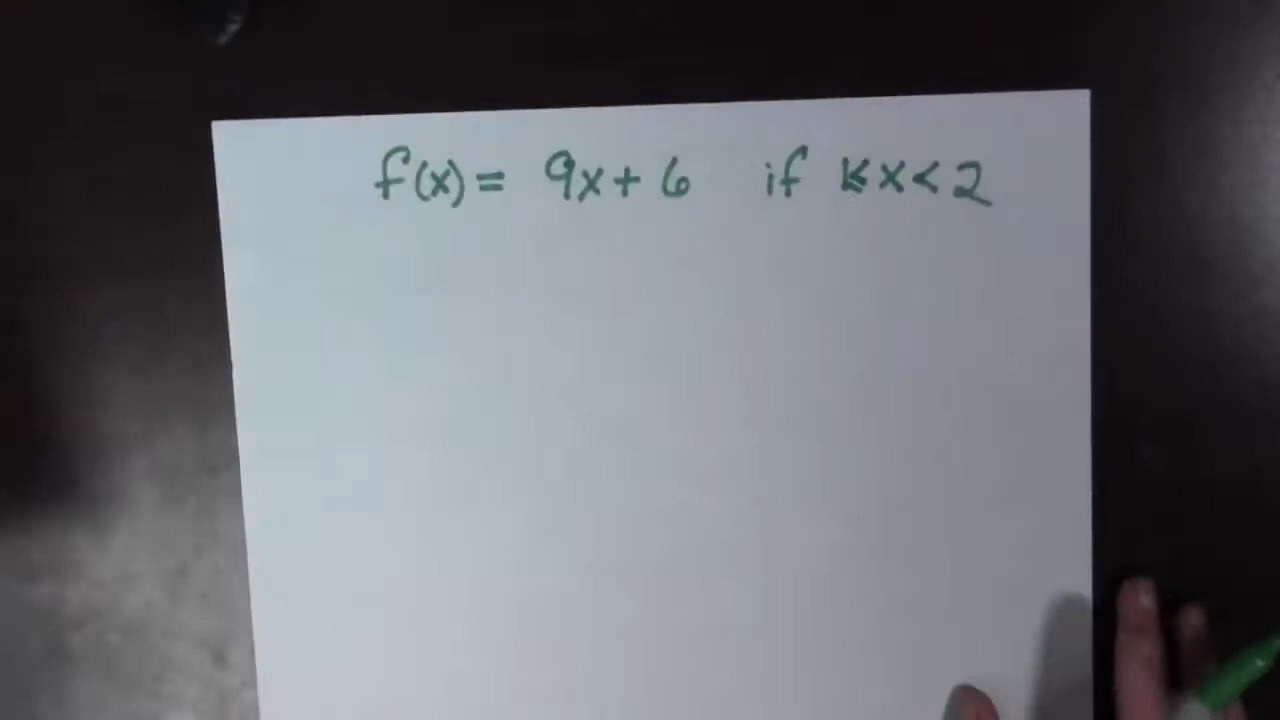 f(x) = 9x + 6 if 1< x < 2